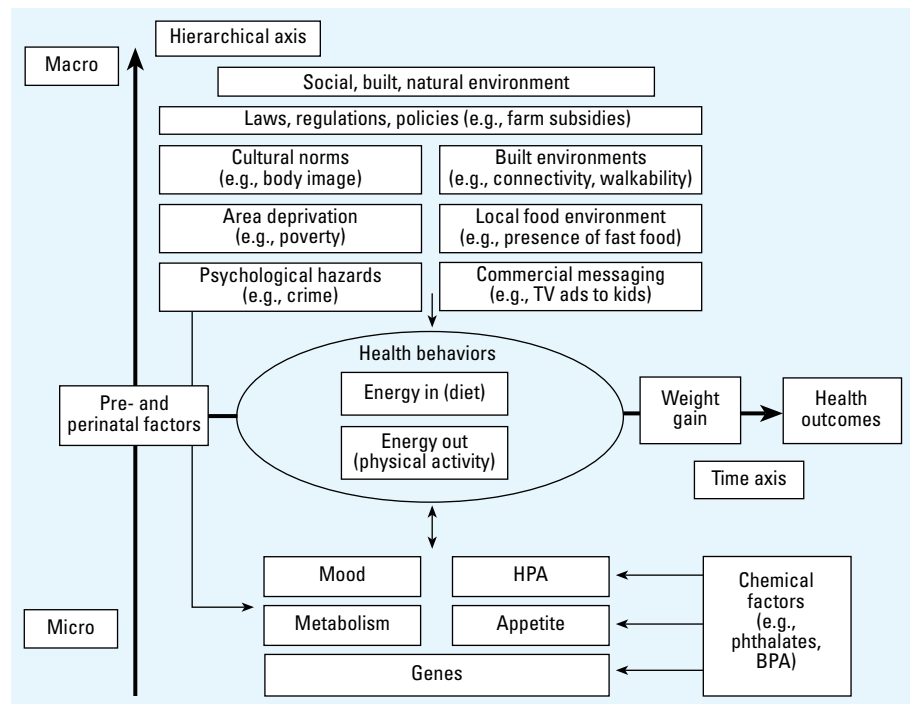 Hierarchical axis
Macro
Social, built, natural environment
Laws, regulations, policies (e.g., farm subsidies)
Cultural norms
(e.g., body image)
Built environments
(e.g., connectivity, walkability)
Area deprivation
(e.g., poverty)
Local food environment
(e.g., presence of fast food)
Psychological hazards
(e.g., crime)
Commercial messaging
(e.g., TV ads to kids)
Health behaviors
Energy in (diet)
Energy out
(physical activity)
Pre- and
perinatal factors
Weight
gain
Health
outcomes
Time axis
Mood
HPA
Metabolism
Appetite
Genes
Chemical
factors
(e.g.,
phthalates,
BPA)
Micro